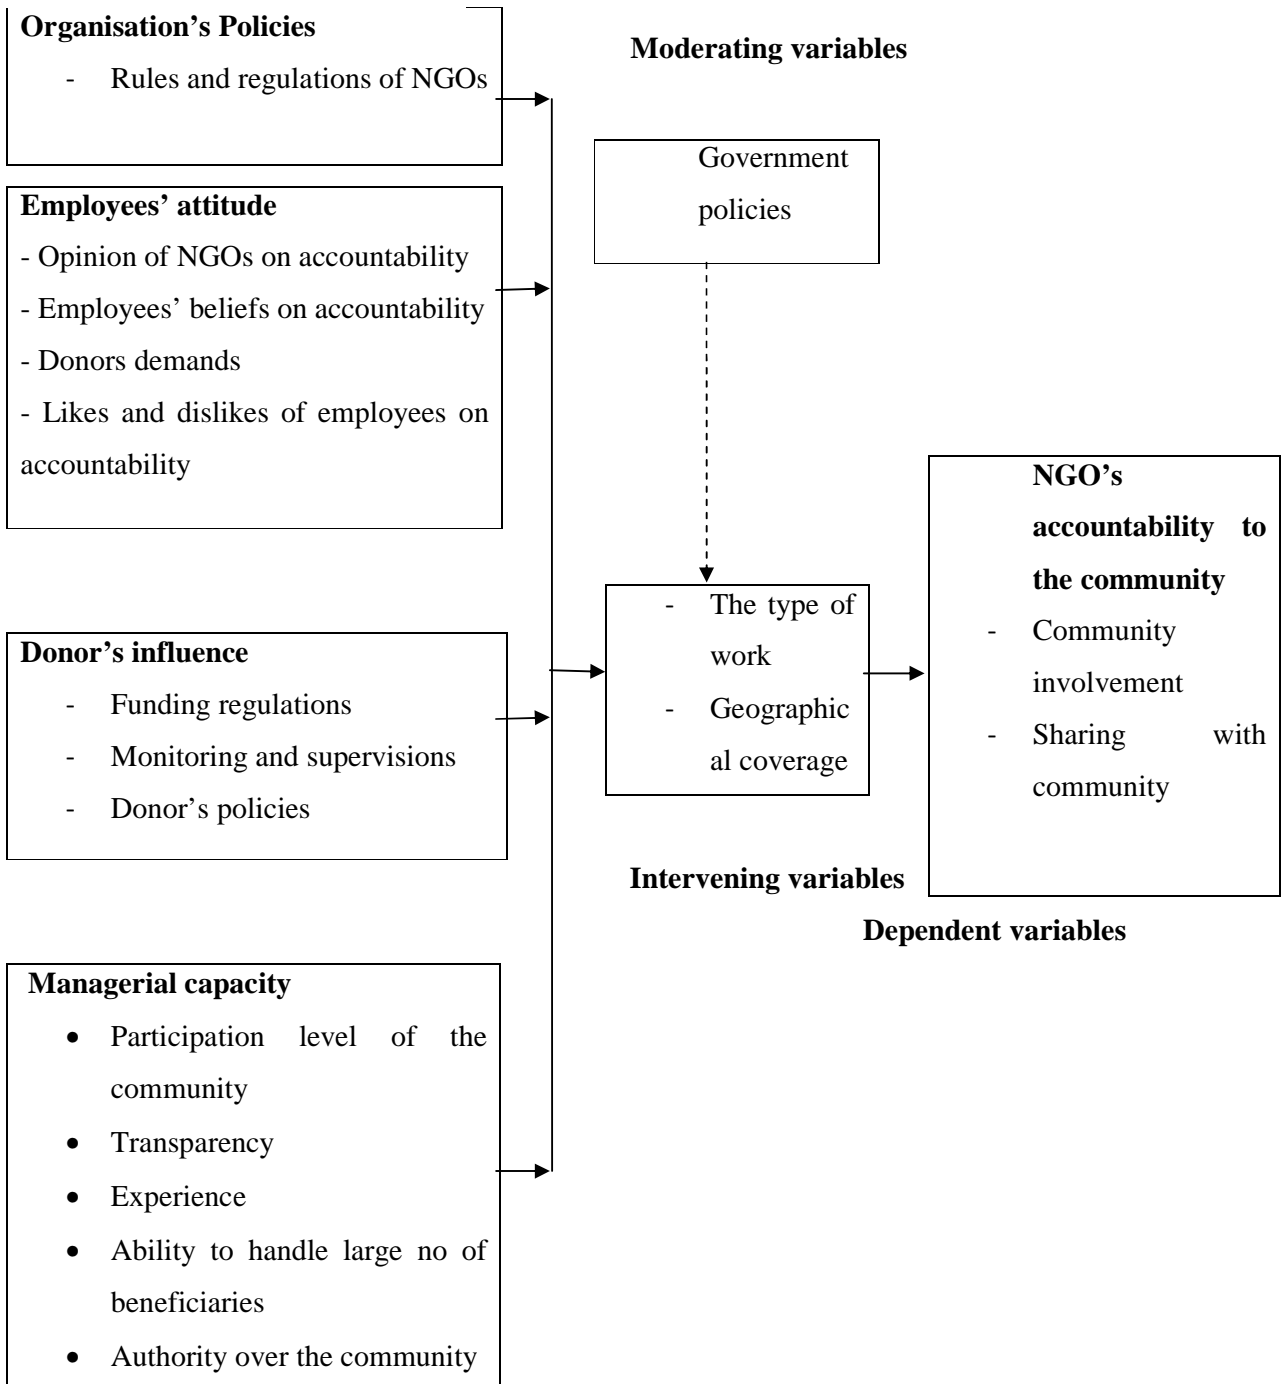 Organisation’s Policies
- Rules and regulations of NGOs
Moderating variables
Government
policies
Employees’ attitude
- Opinion of NGOs on accountability
- Employees’ beliefs on accountability
- Donors demands
- Likes and dislikes of employees on
accountability
Donor’s influence
- Funding regulations
- Monitoring and supervisions
- Donor’s policies
- The type of
work
- Geographic
al coverage
Intervening variables
NGO’s
accountability to
the community
- Community
involvement
- Sharing with
community
Dependent variables
Managerial capacity
• Participation level of the
community
• Transparency
• Experience
• Ability to handle large no of
beneficiaries
• Authority over the community